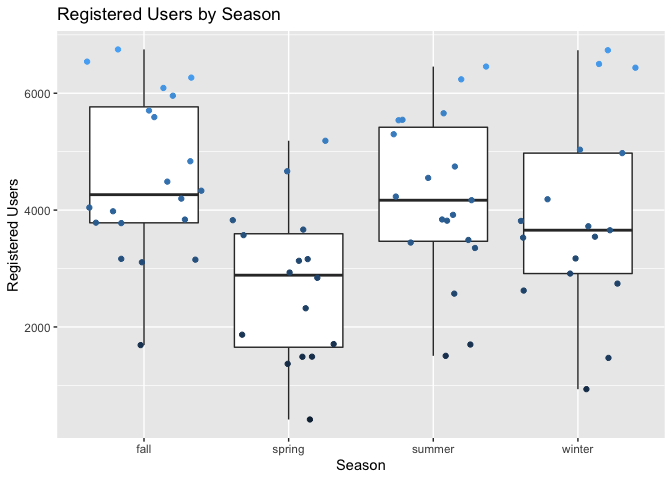 Registered Users by Season
Registered Users
6000
4000
2000
fall
spring
summer
winter
Season